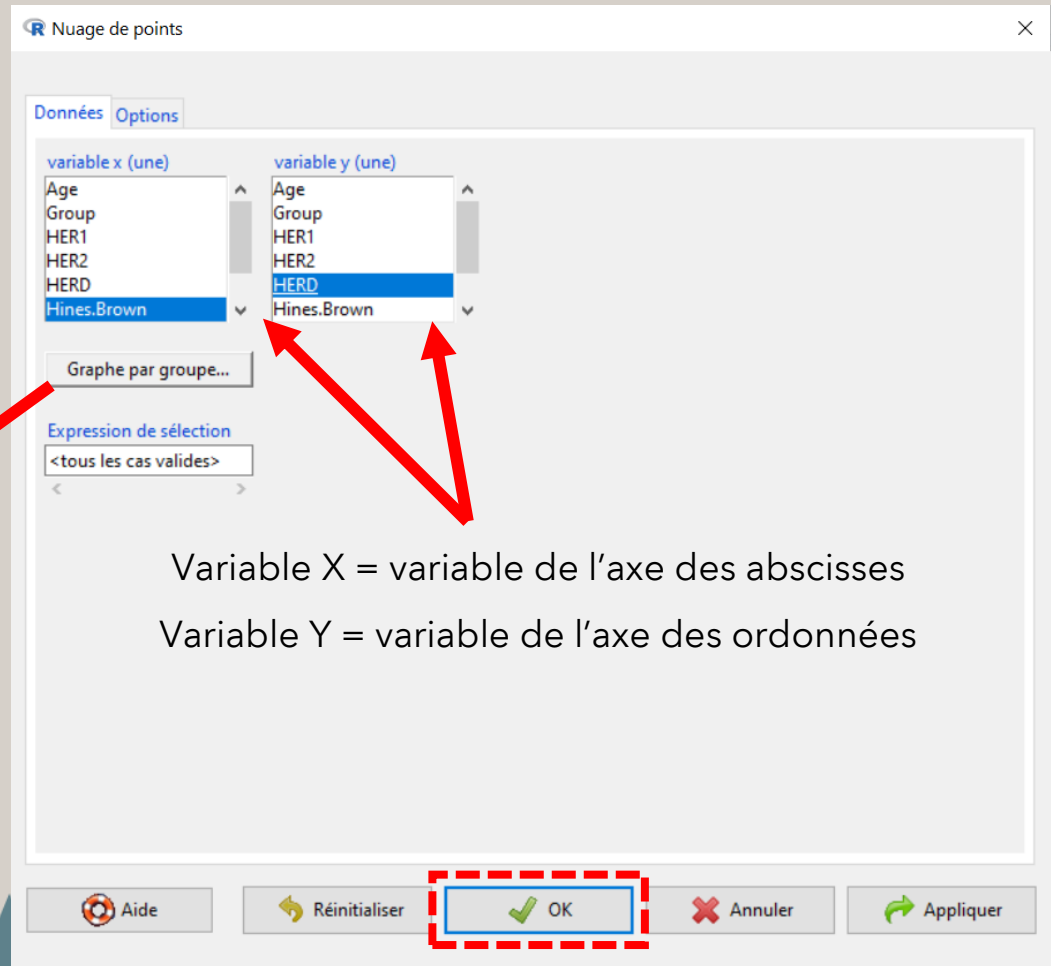 Nuage de points
Données Options
variable x (une) variable y (une)
Age Age
Group Group
HER1 HER1
HER2 HER2
HERD HERD
Hines.Brown Hines.Brown
Graphe par groupe...
Expression de sélection
<tous les cas valides>
Variable X = variable de l’axe des abscisses
Variable Y = variable de l’axe des ordonnées
Aide Réinitialiser OK Annuler Appliquer